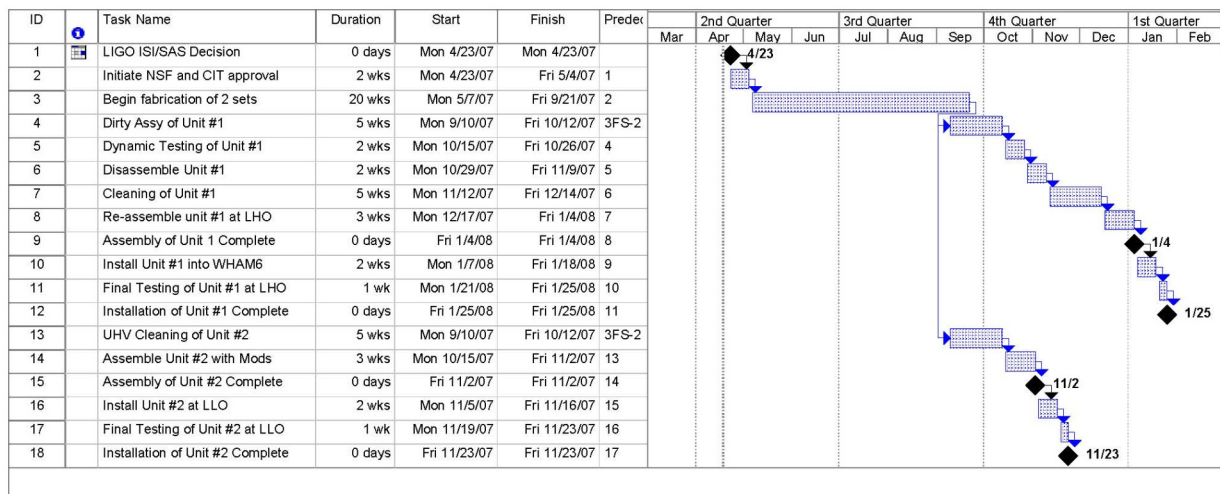 ID Task Name Duration Start Finish Predec
2nd Quarter 3rd Quarter 4th Quarter 1st Quarter
Mar Apr May Jun Jul Aug Sep Oct Nov Dec Jan Feb
1 LIGO ISI/SAS Decision 0 days Mon 4/23/07 Mon 4/23/07 4/23
2 Initiate NSF and CIT approval 2 wks Mon 4/23/07 Fri 5/4/07 1
3 Begin fabrication of 2 sets 20 wks Mon 5/7/07 Fri 9/21/07 2
4 Dirty Assy of Unit #1 5 wks Mon 9/10/07 Fri 10/12/07 3FS-2
5 Dynamic Testing of Unit #1 2 wks Mon 10/15/07 Fri 10/26/07 4
6 Disassemble Unit #1 2 wks Mon 10/29/07 Fri 11/9/07 5
7 Cleaning of Unit #1 5 wks Mon 11/12/07 Fri 12/14/07 6
8 Re-assemble unit #1 at LHO 3 wks Mon 12/17/07 Fri 1/4/08 7
9 Assembly of Unit 1 Complete 0 days Fri 1/4/08 Fri 1/4/08 8 1/4
10 Install Unit #1 into WHAM6 2 wks Mon 1/7/08 Fri 1/18/08 9
11 Final Testing of Unit #1 at LHO 1 wk Mon 1/21/08 Fri 1/25/08 10
12 Installation of Unit #1 Complete 0 days Fri 1/25/08 Fri 1/25/08 11 1/25
13 UHV Cleaning of Unit #2 5 wks Mon 9/10/07 Fri 10/12/07 3FS-2
14 Assemble Unit #2 with Mods 3 wks Mon 10/15/07 Fri 11/2/07 13
15 Assembly of Unit #2 Complete 0 days Fri 11/2/07 Fri 11/2/07 14 11/2
16 Install Unit #2 at LLO 2 wks Mon 11/5/07 Fri 11/16/07 15
17 Final Testing of Unit #2 at LLO 1 wk Mon 11/19/07 Fri 11/23/07 16
18 Installation of Unit #2 Complete 0 days Fri 11/23/07 Fri 11/23/07 17 11/23